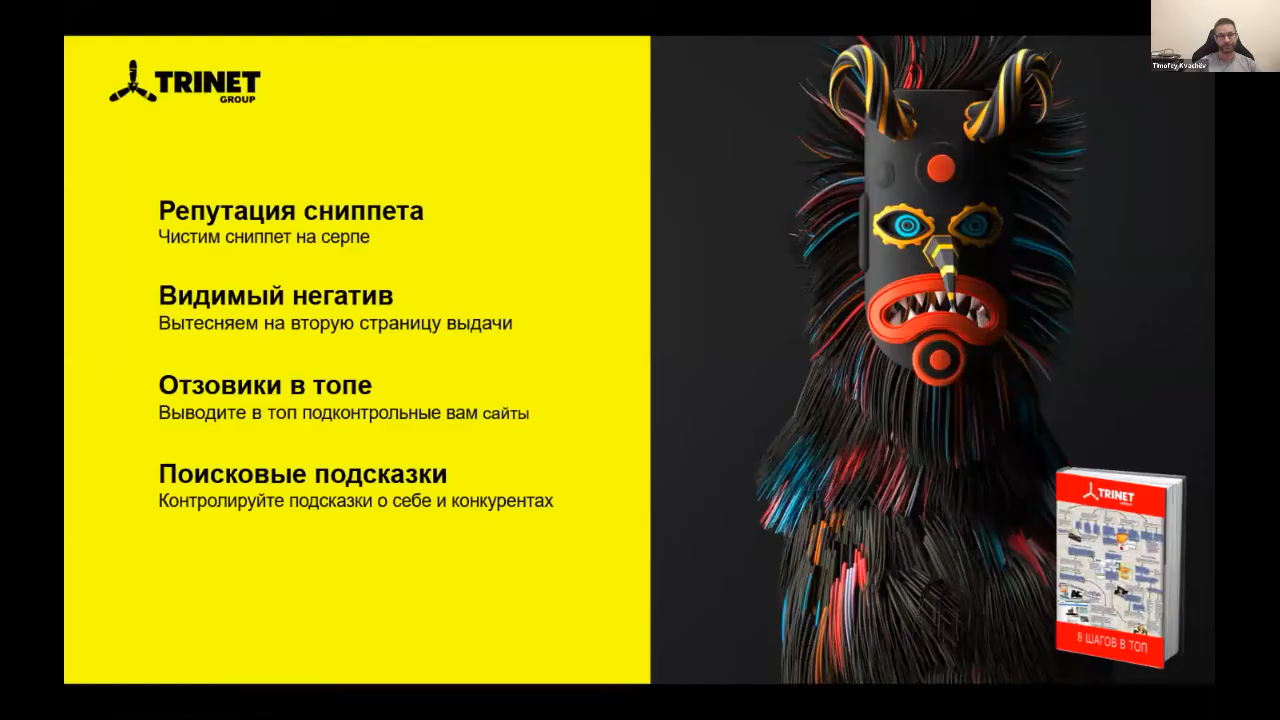 TRINET
GROUP
Timofey Kvachëv
Репутация сниппета
Чистим сниппет на серпе
Видимый негатив
Вытесняем на вторую страницу выдачи
Отзовики в топе
Выводите в топ подконтрольные вам сайты
Поисковые подсказки
Контролируйте подсказки о себе и конкурентах
TRINET
8 ШАГОВ В ТОП